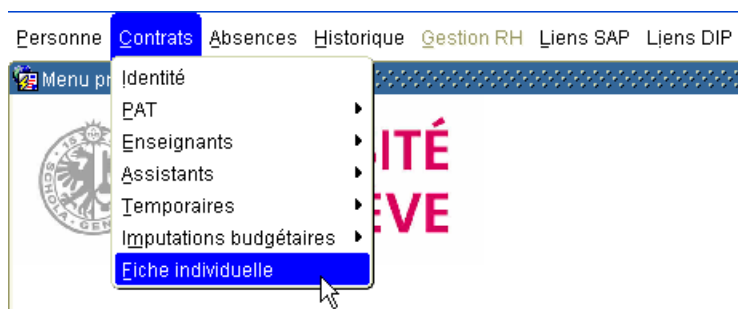 Personne Contrats Absences Historique Gestion RH Liens SAP Liens DIP
Menu pr
Identité
PAT
Enseignants
Assistants
Temporaires
Imputations budgétaires
Fiche individuelle
ITÉ
EVE